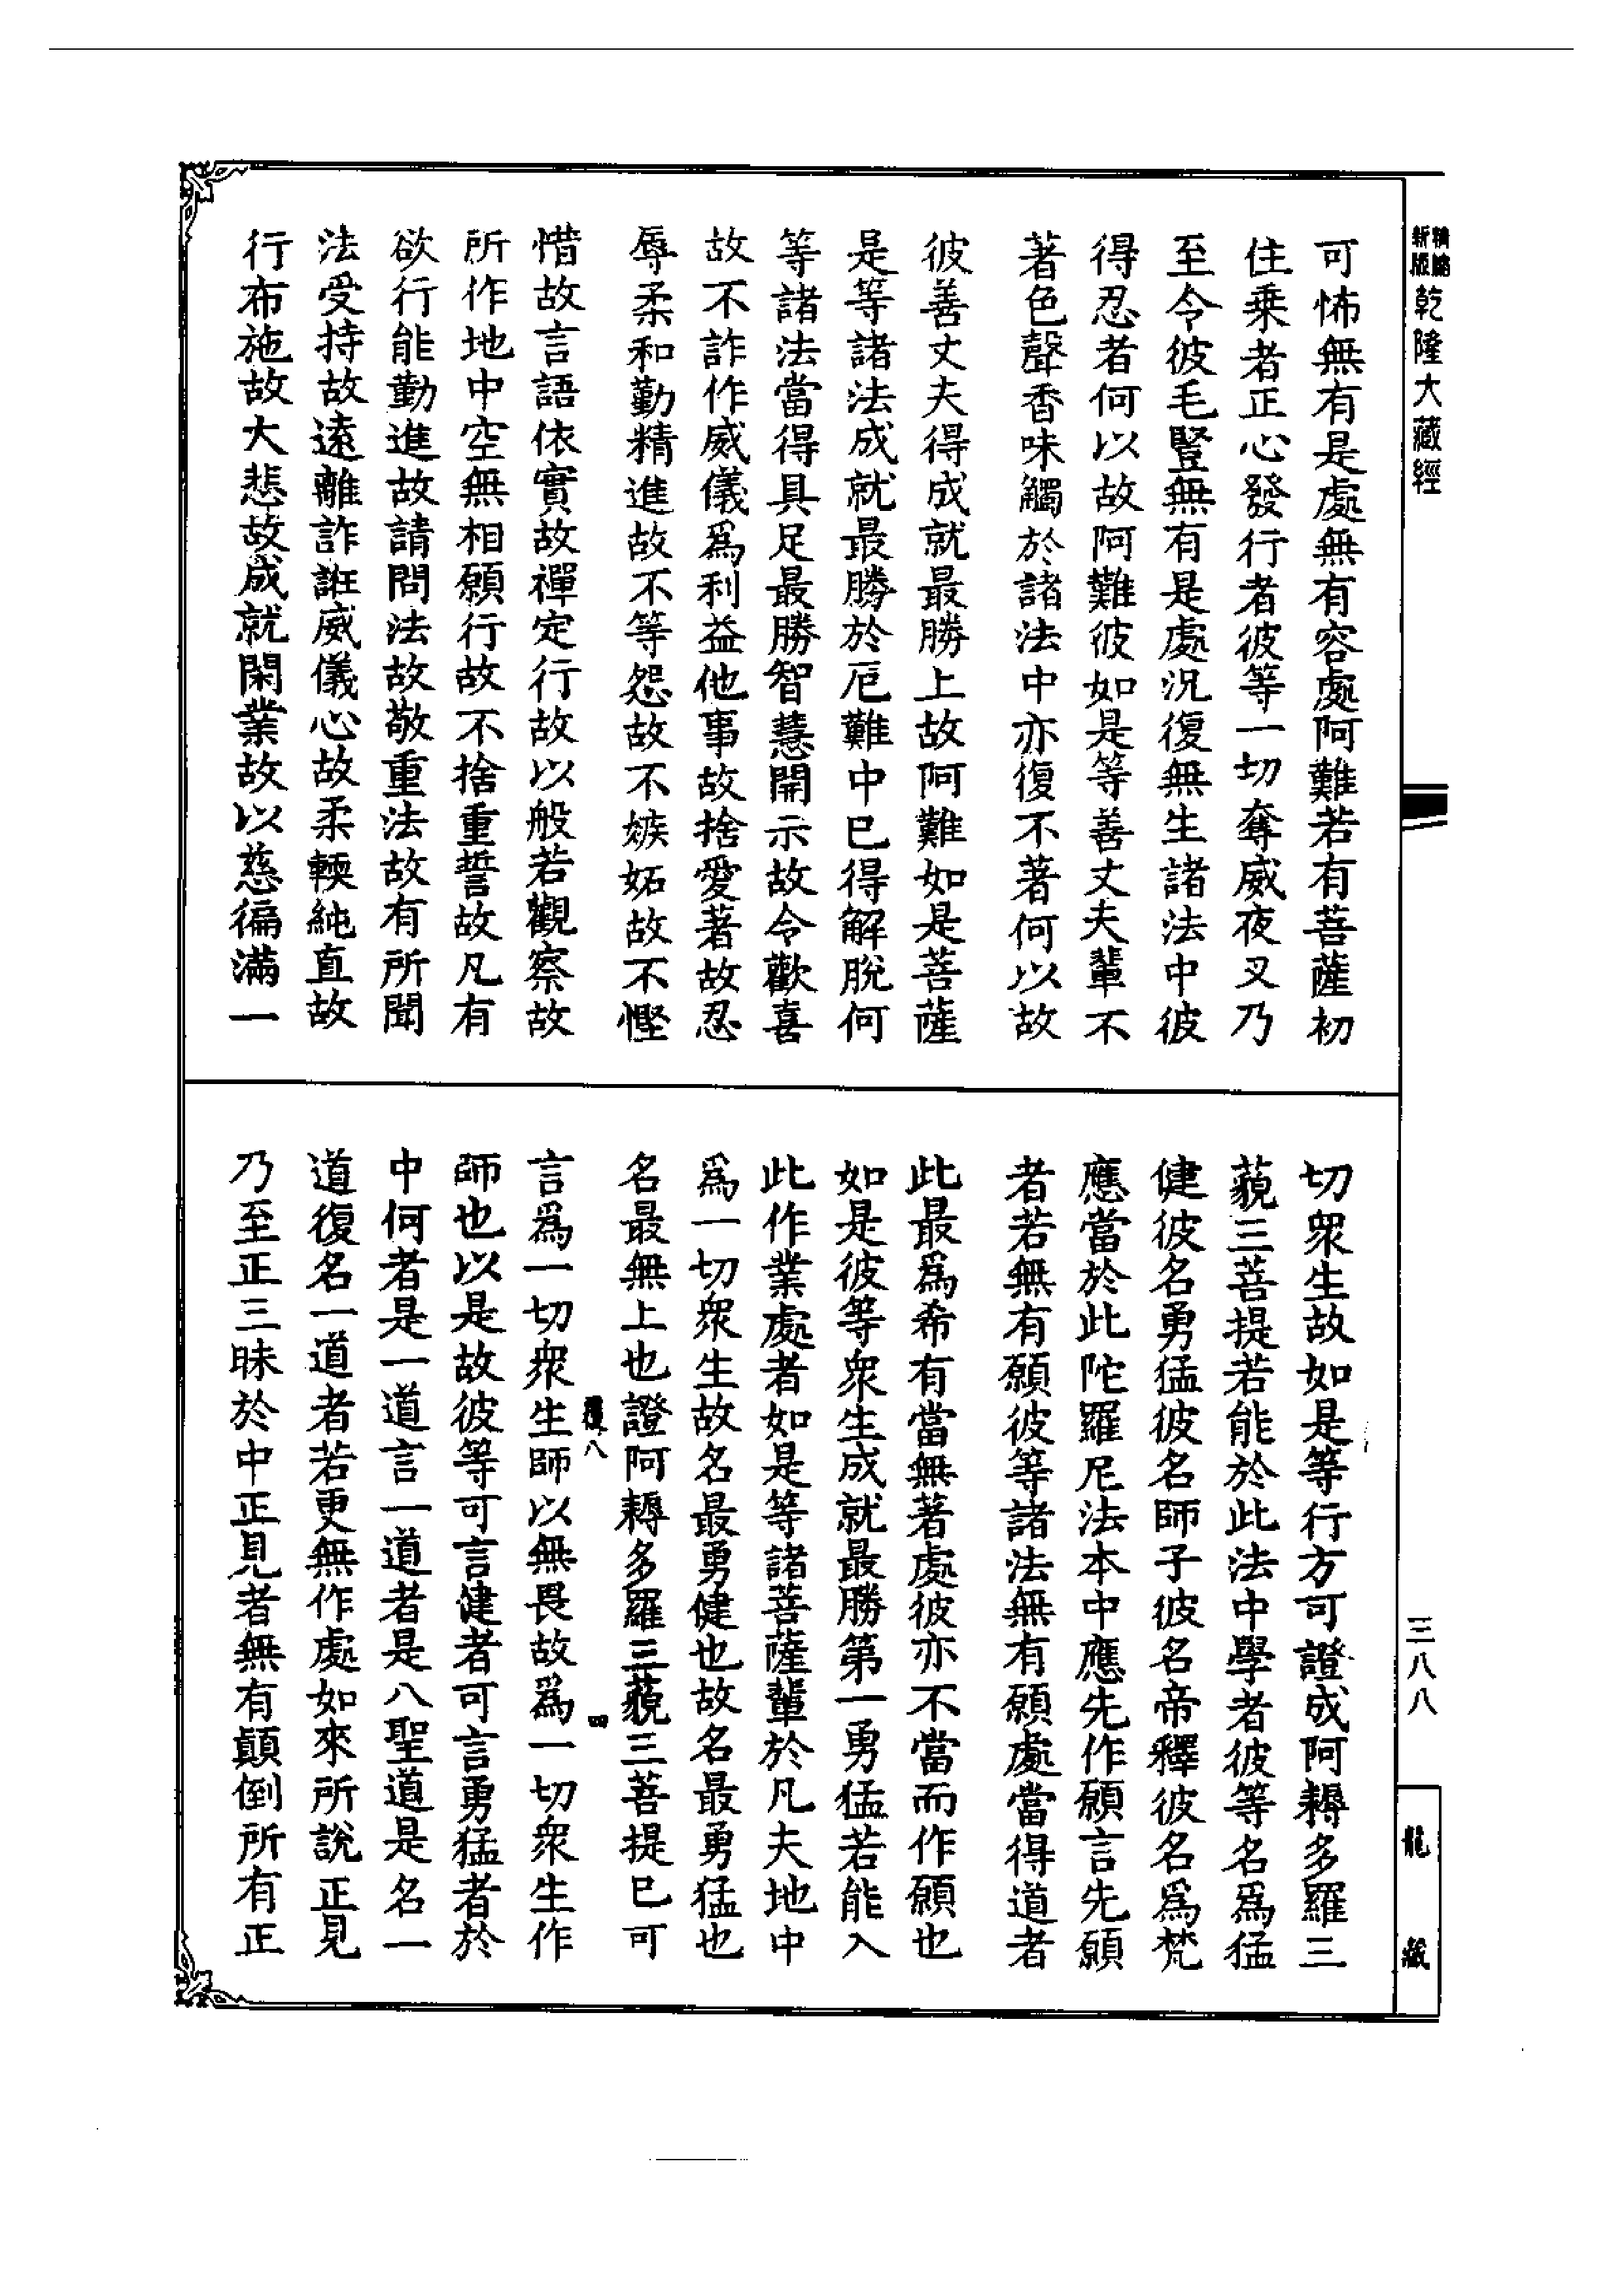 新版
乾隆大藏經
可怖無有是處無有容處阿難若有菩薩初
住乘者正心發行者彼等一切奪威夜叉乃
至令彼毛豎無有是處況復無生諸法中彼
得忍者何以故阿難彼如是等善丈夫輩不
著色聲香味觸於諸法中亦復不著何以故
彼善丈夫得成就最勝上故阿難如是菩薩
是等諸法成就最勝於厄難中已得解脫何
等諸法當得具足最勝智慧開示故令歡喜
故不詐作威儀為利益他事故捨愛著故忍
辱柔和勤精進故不等怨故不嫉妬故不慳
惜故言語依實故禪定行故以般若觀察故
所作地中空無相願行故不捨重誓故凡有
欲行能勤進故請問法故敬重法故有所聞
法受持故遠離詐誑威儀心故柔輭純直故
行布施故大悲故成就閑業故以慈徧滿一
切眾生故如是等行方可證成阿耨多羅三
藐三菩提若能於此法中學者彼等名為猛
健彼名勇猛彼名師子彼名帝釋彼名為梵
應當於此陀羅尼法本中應先作願言先願
者若無有願彼等諸法無有願處當得道者
此最為希有當無著處彼亦不當而作願也
如是彼等眾生成就最勝第一勇猛若能入
此作業處者如是等諸菩薩輩於凡夫地中
為一切眾生故名最勇健也故名最勇猛也
名最無上也證阿耨多羅三藐三菩提已可
八
四
言為一切眾生師以無畏故為一切眾生作
師也以是故彼等可言健者可言勇猛者於
中何者是一道言一道者是八聖道是名一
道復名一道者若更無作處如來所說正見
乃至正三昧於中正見者無有顛倒所有正
三八八
龍藏